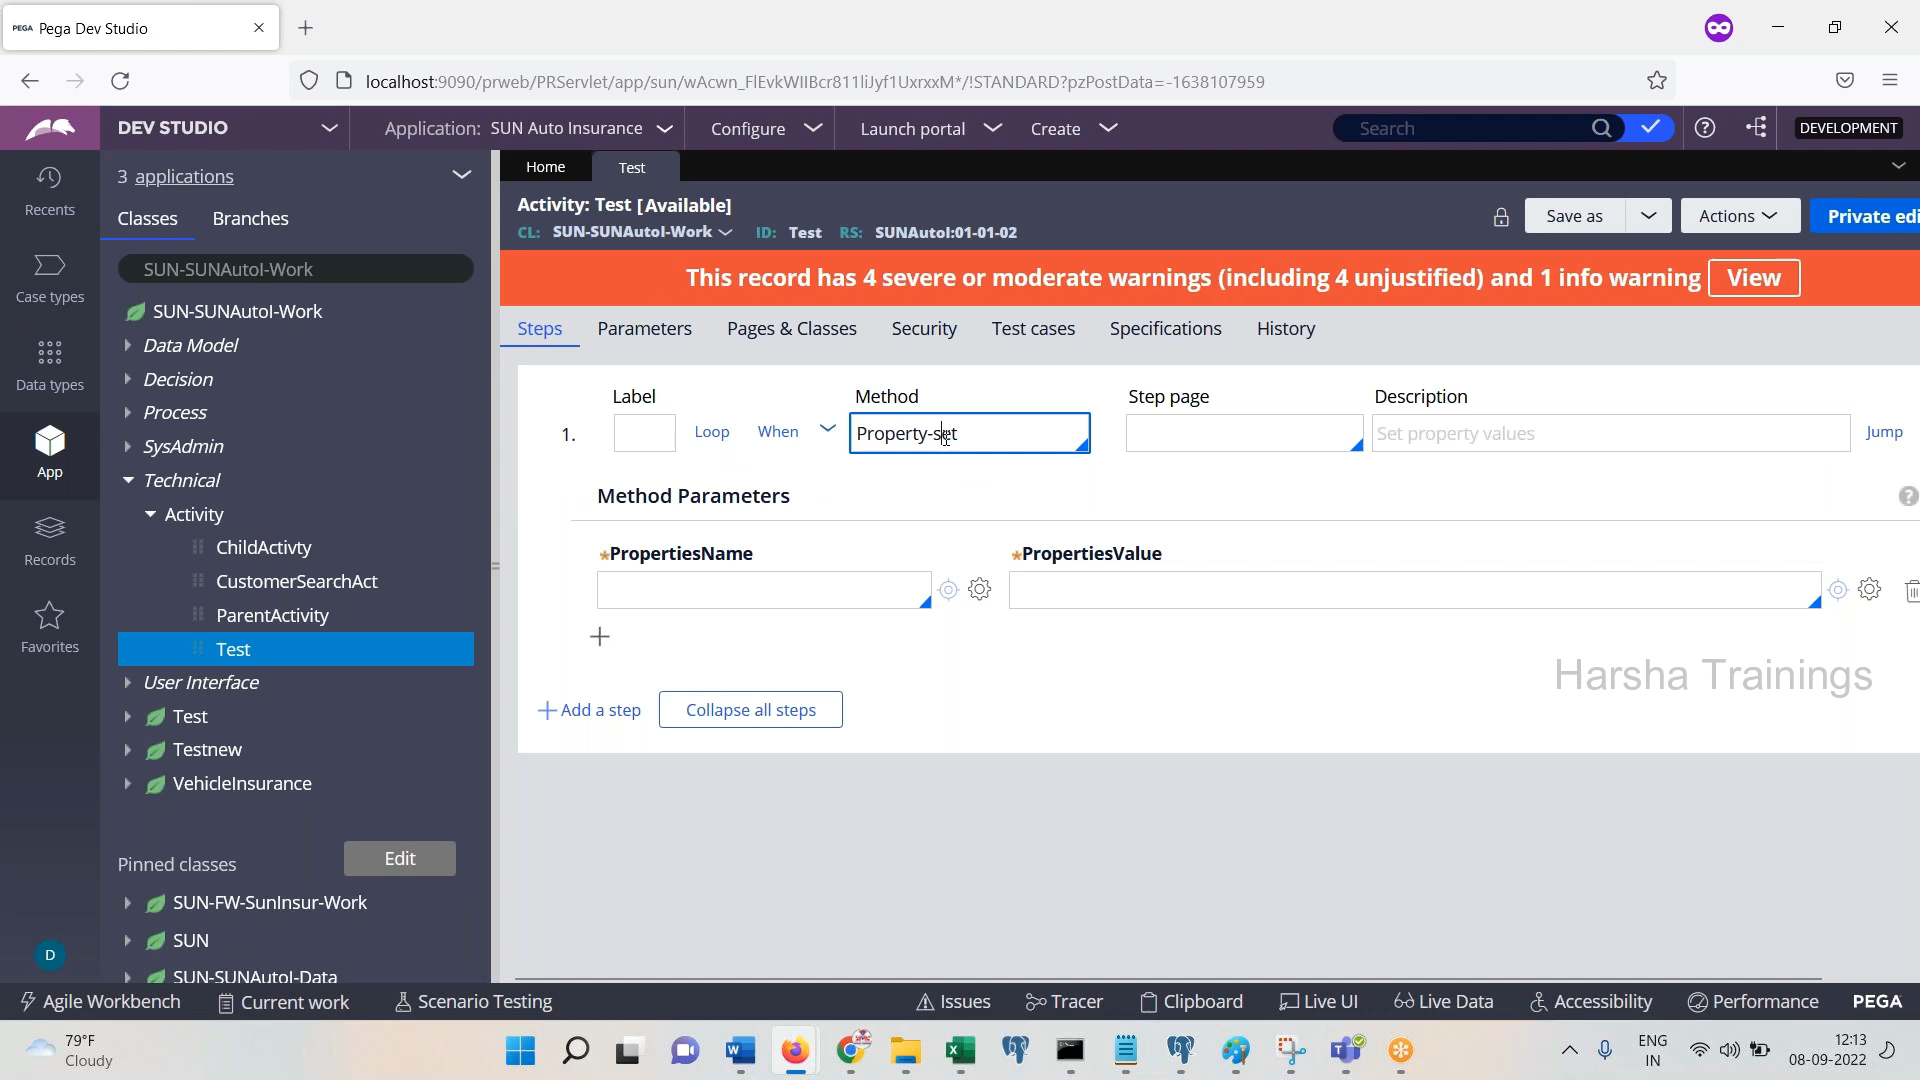 PEGA Pega Dev Studio
localhost:9090/prweb/PRServlet/app/sun/wAcwn_FlEvkWIIBcr811liJyf1UxrxxM*/!STANDARD?pzPostData=-1638107959
DEV STUDIO
Application: SUN Auto Insurance
Configure
Launch portal
Create
Search
DEVELOPMENT
Recents
Case types
Data types
App
Records
Favorites
D
3 applications
Classes
Branches
SUN-SUNAutoI-Work
SUN-SUNAutoI-Work
Data Model
Decision
Process
SysAdmin
Technical
Activity
ChildActivty
CustomerSearchAct
ParentActivity
Test
User Interface
Test
Testnew
VehicleInsurance
Pinned classes
Edit
SUN-FW-SunInsur-Work
SUN
SUN-SUNAutoI-Data
Home
Test
Activity: Test [Available]
CL: SUN-SUNAutoI-Work ID: Test RS: SUNAutoI:01-01-02
Save as
Actions
Private edi
This record has 4 severe or moderate warnings (including 4 unjustified) and 1 info warning
View
Steps
Parameters
Pages & Classes
Security
Test cases
Specifications
History
Label
Method
Step page
Description
1.
Loop
When
Property-set
Set property values
Jump
Method Parameters
*PropertiesName
*PropertiesValue
Add a step
Collapse all steps
Harsha Trainings
Agile Workbench
Current work
Scenario Testing
Issues
Tracer
Clipboard
Live UI
Live Data
Accessibility
Performance
PEGA
79°F
Cloudy
ENG
IN
12:13
08-09-2022